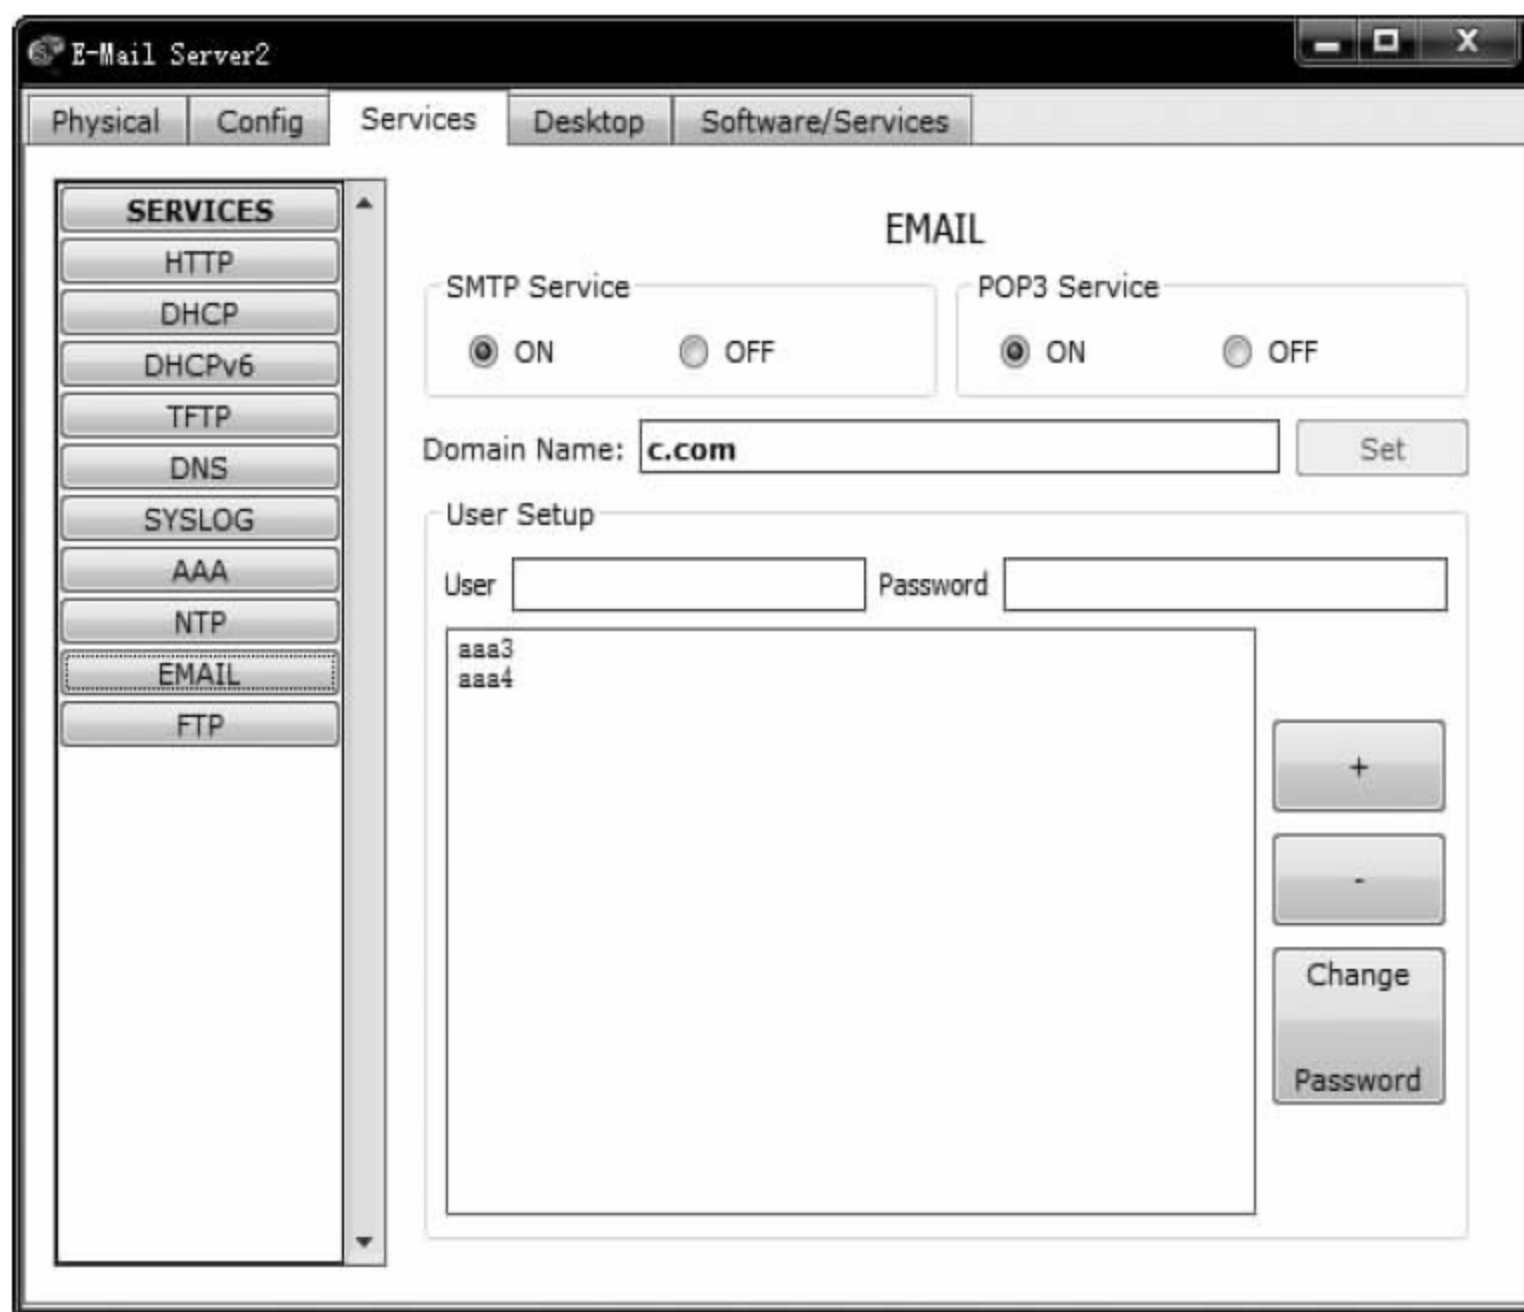 E-Mail Server2
Physical Config Services Desktop Software/Services
SERVICES
HTTP
DHCP
DHCPv6
TFTP
DNS
SYSLOG
AAA
NTP
EMAIL
FTP
EMAIL
SMTP Service
ON OFF
POP3 Service
ON OFF
Domain Name: c.com Set
User Setup
User Password
aaa3
aaa4
+
-
Change
Password